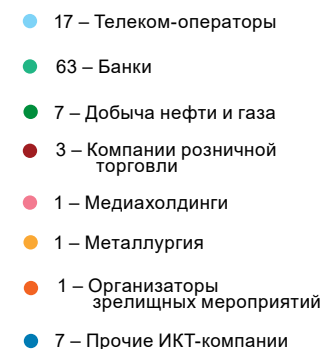 17 – Телеком-операторы
63 – Банки
7 – Добыча нефти и газа
3 – Компании розничной
торговли
1 – Медиахолдинги
1 – Металлургия
1 – Организаторы
зрелищных мероприятий
7 – Прочие ИКТ-компании